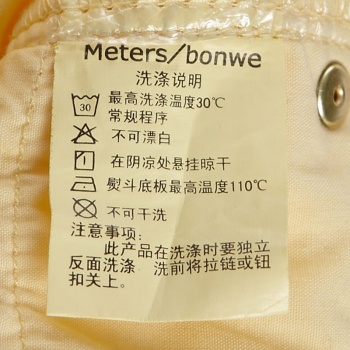 Meters/bonwe
洗涤说明
30
最高洗涤温度30℃
常规程序
不可漂白
在阴凉处悬挂晾干
熨斗底板最高温度110℃
不可干洗
注意事项:
此产品在洗涤时要独立
反面洗涤 洗前将拉链或钮
扣关上。